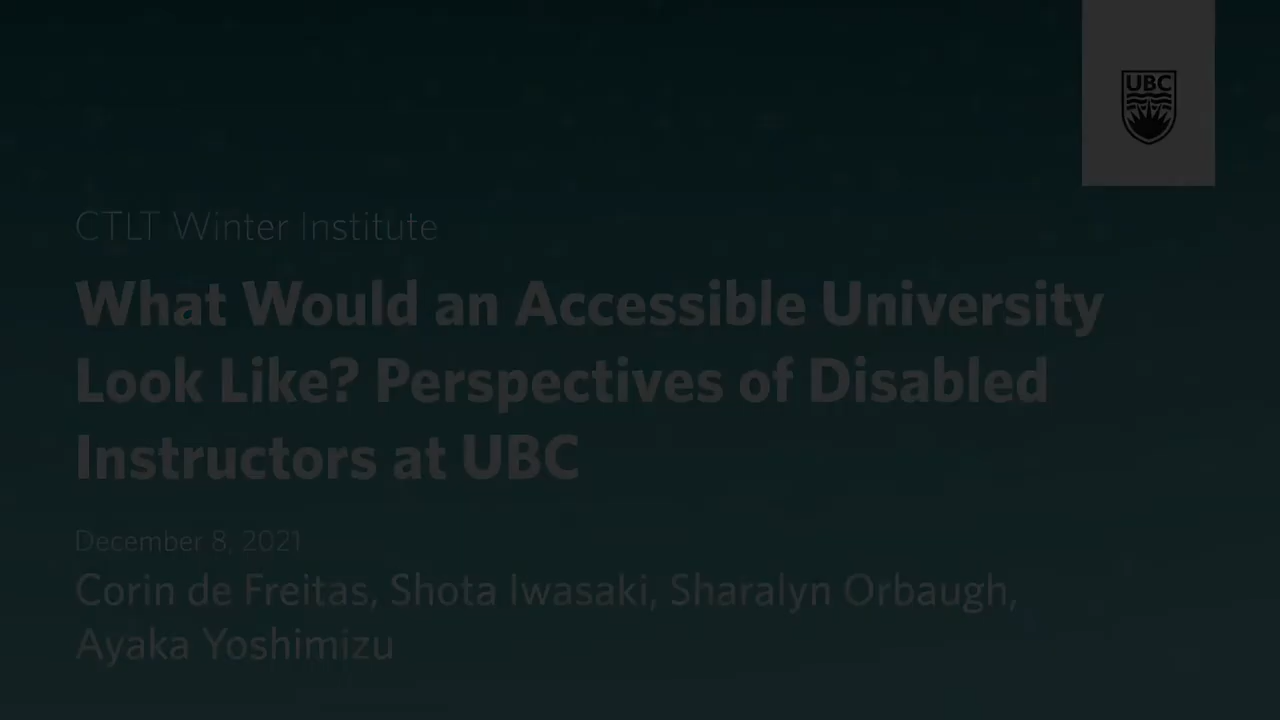 UBC
CTLT Winter Institute
What Would an Accessible University
Look Like? Perspectives of Disabled
Instructors at UBC
December 8, 2021
Corin de Freitas, Shota Iwasaki, Sharalyn Orbaugh,
Ayaka Yoshimizu